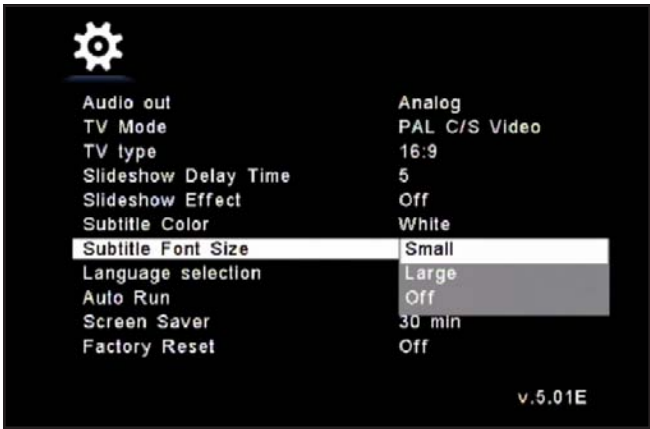 Audio out Analog
TV Mode PAL C/S Video
TV type 16:9
Slideshow Delay Time 5
Slideshow Effect Off
Subtitle Color White
Subtitle Font Size Small
Language selection Large
Auto Run Off
Screen Saver 30 min
Factory Reset Off
v.5.01E